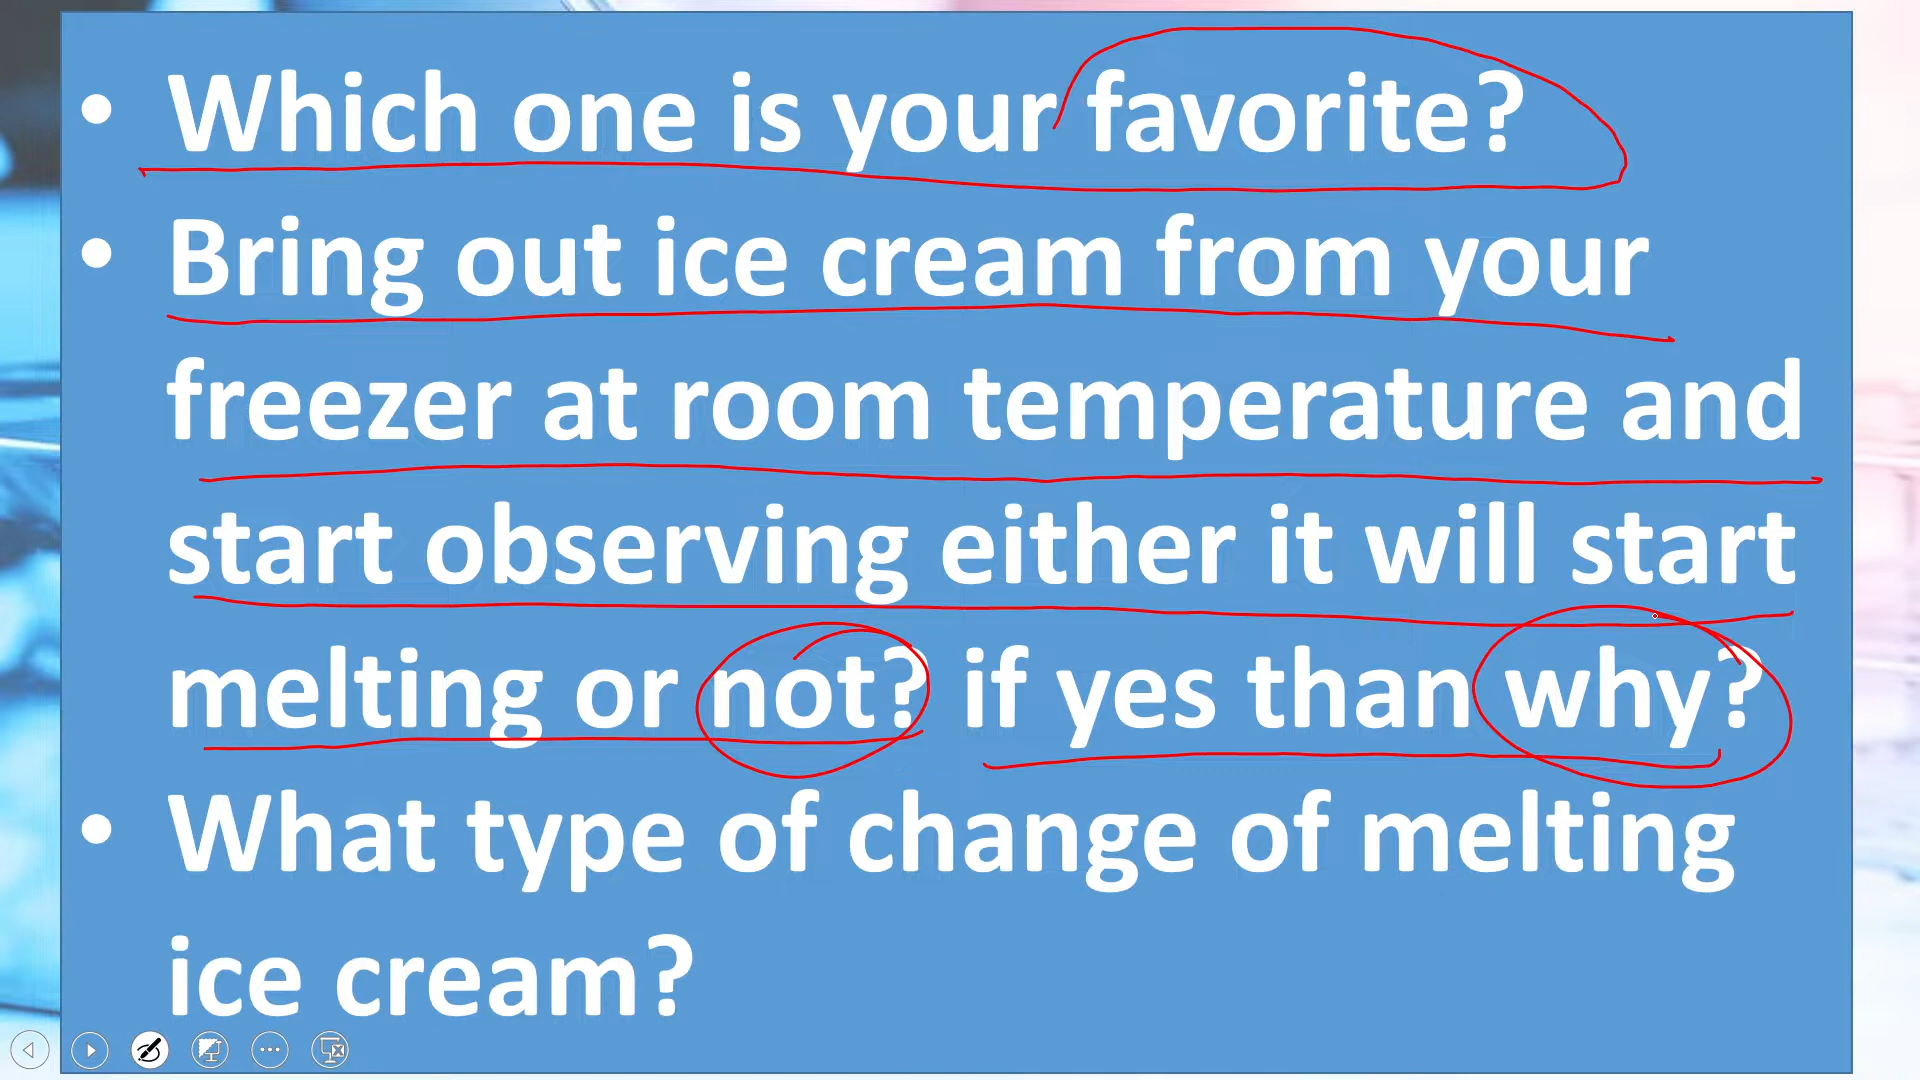 • Which one is your favorite?
• Bring out ice cream from your
freezer at room temperature and
start observing either it will start
melting or not? if yes than why?
• What type of change of melting
ice cream?